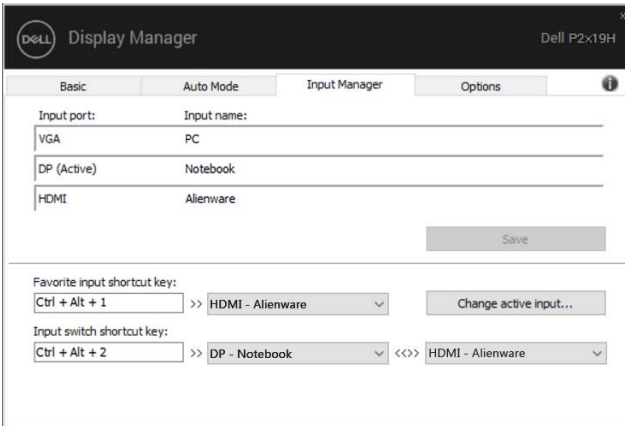 DELL Display Manager Dell P2x19H
Basic Auto Mode Input Manager Options
Input port: Input name:
VGA PC
DP (Active) Notebook
HDMI Alienware
Save
Favorite input shortcut key:
Ctrl + Alt + 1 >> HDMI - Alienware Change active input...
Input switch shortcut key:
Ctrl + Alt + 2 >> DP - Notebook <<>> HDMI - Alienware